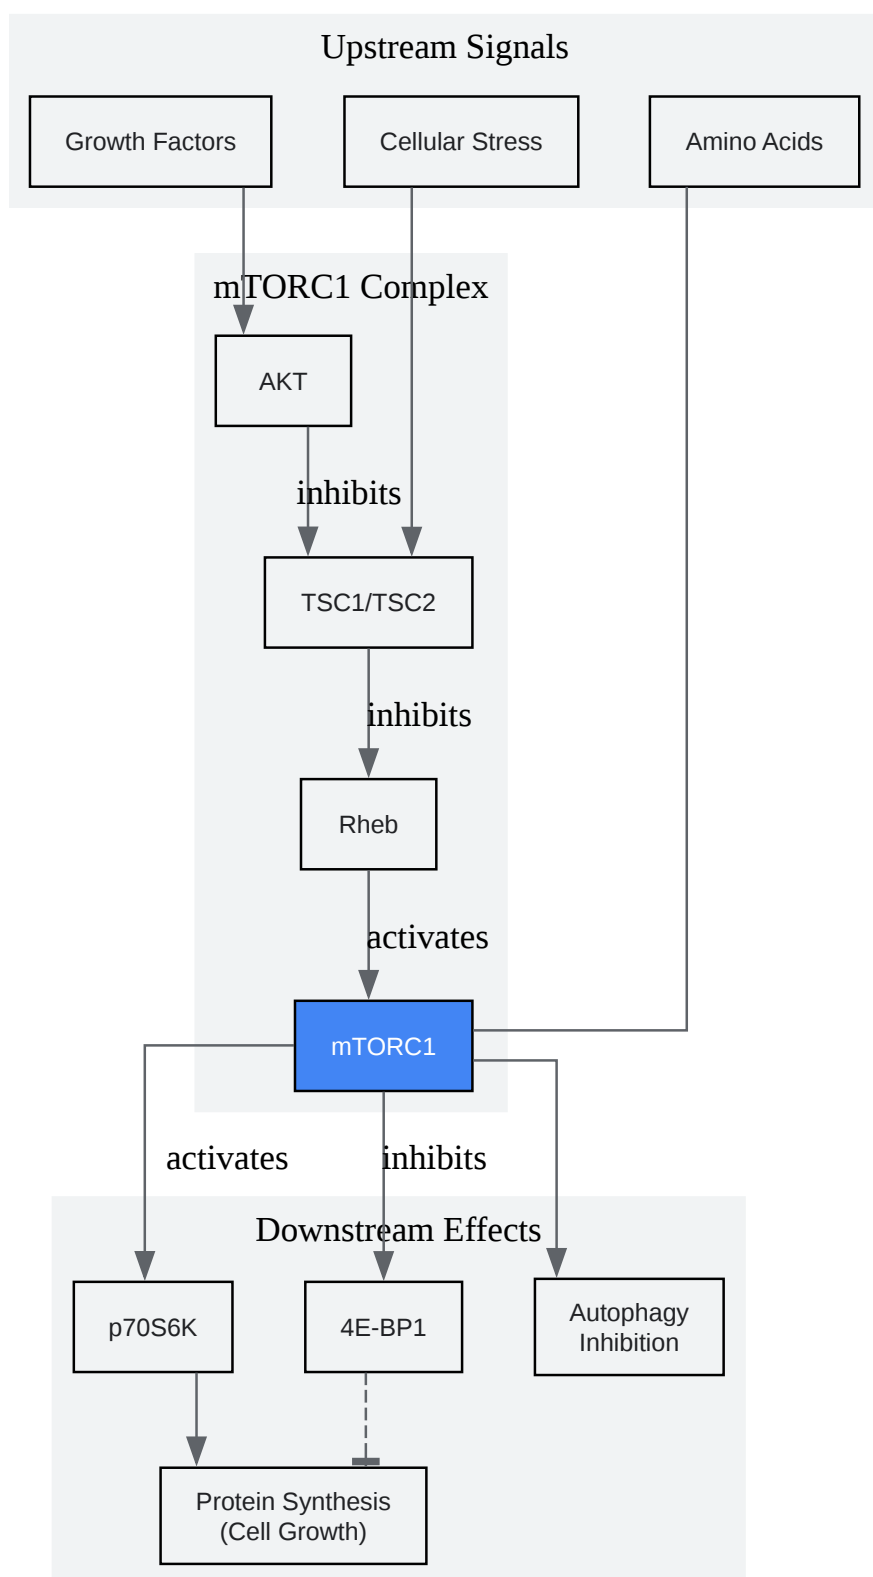 Upstream Signals
Growth Factors
Cellular Stress
Amino Acids
mTORC1 Complex
AKT
inhibits
TSC1/TSC2
inhibits
Rheb
activates
mTORC1
activates
inhibits
Downstream Effects
p70S6K
4E-BP1
Autophagy
Inhibition
Protein Synthesis
(Cell Growth)